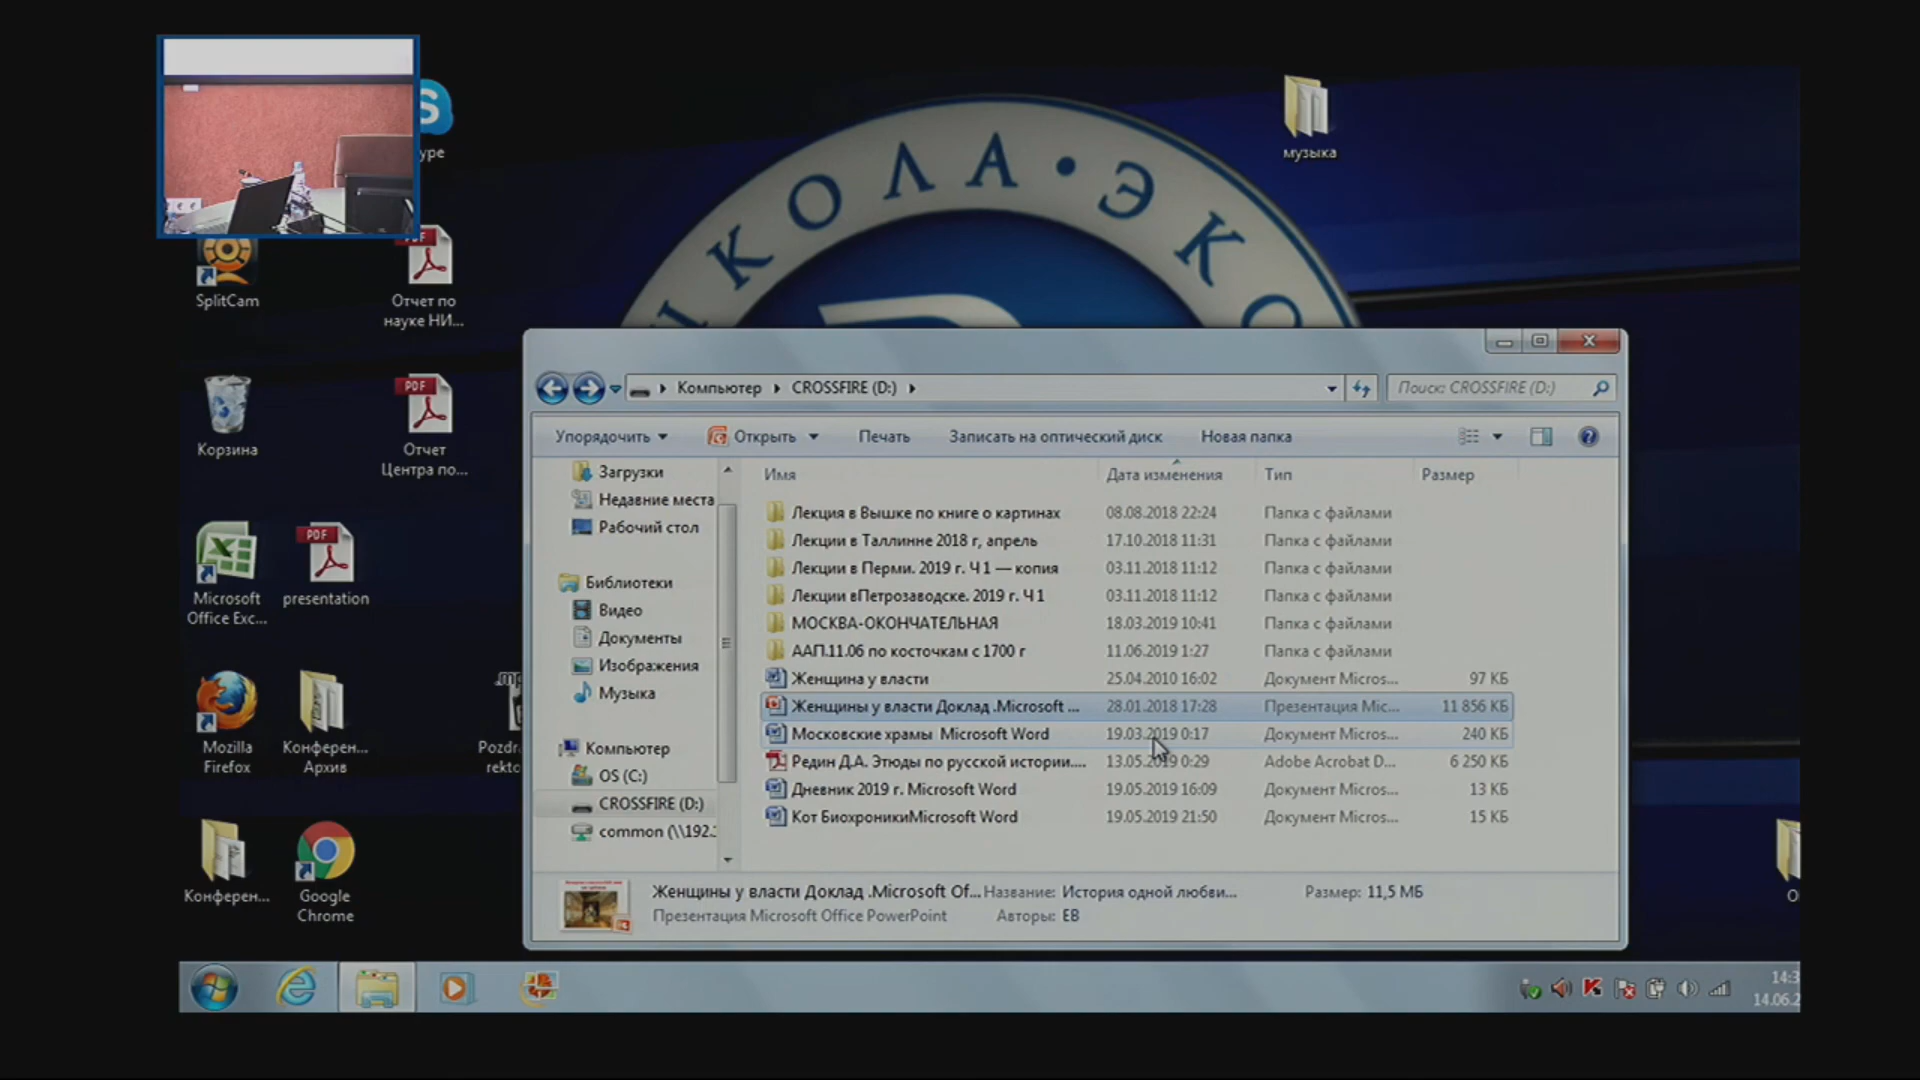 ype
SplitCam
Отчет по
науке НИ...
Корзина
Отчет
Центра по...
Microsoft
Office Exc...
presentation
Mozilla
Firefox
Конферен...
Архив
.mp
Pozdr
rekto
Конферен...
Google
Chrome
музыка
КОЛА • ЭКО
Компьютер
CROSSFIRE (D:)
Поиск: CROSSFIRE (D:)
Упорядочить
Открыть
Печать
Записать на оптический диск
Новая папка
Загрузки
Недавние места
Рабочий стол
Библиотеки
Видео
Документы
Изображения
Музыка
Компьютер
OS (C:)
CROSSFIRE (D:)
common (\\192.
Имя Дата изменения Тип Размер
Лекция в Вышке по книге о картинах 08.08.2018 22:24 Папка с файлами
Лекции в Таллинне 2018 г, апрель 17.10.2018 11:31 Папка с файлами
Лекции в Перми. 2019 г. Ч 1 — копия 03.11.2018 11:12 Папка с файлами
Лекции вПетрозаводске. 2019 г. Ч 1 03.11.2018 11:12 Папка с файлами
МОСКВА-ОКОНЧАТЕЛЬНАЯ 18.03.2019 10:41 Папка с файлами
ААП.11.06 по косточкам с 1700 г 11.06.2019 1:27 Папка с файлами
Женщина у власти 25.04.2010 16:02 Документ Micros... 97 КБ
Женщины у власти Доклад .Microsoft ... 28.01.2018 17:28 Презентация Mic... 11 856 КБ
Московские храмы Microsoft Word 19.03.2019 0:17 Документ Micros... 240 КБ
Редин Д.А. Этюды по русской истории.... 13.05.2019 0:29 Adobe Acrobat D... 6 250 КБ
Дневник 2019 г. Microsoft Word 19.05.2019 16:09 Документ Micros... 13 КБ
Кот БиохроникиMicrosoft Word 19.05.2019 21:50 Документ Micros... 15 КБ
Женщины у власти Доклад .Microsoft Of... Название: История одной любви... Размер: 11,5 МБ
Презентация Microsoft Office PowerPoint Авторы: ЕВ
14:3
14.06.2